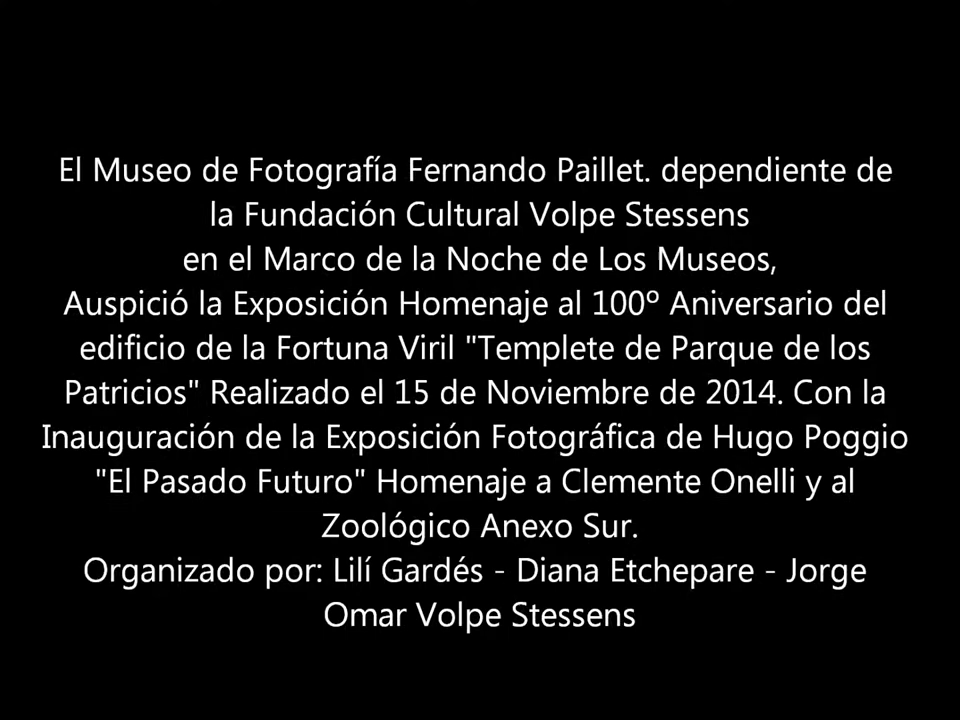 El Museo de Fotografía Fernando Paillet. dependiente de
la Fundación Cultural Volpe Stessens
en el Marco de la Noche de Los Museos,
Auspició la Exposición Homenaje al 100º Aniversario del
edificio de la Fortuna Viril "Templete de Parque de los
Patricios" Realizado el 15 de Noviembre de 2014. Con la
Inauguración de la Exposición Fotográfica de Hugo Poggio
"El Pasado Futuro" Homenaje a Clemente Onelli y al
Zoológico Anexo Sur.
Organizado por: Lilí Gardés - Diana Etchepare - Jorge
Omar Volpe Stessens